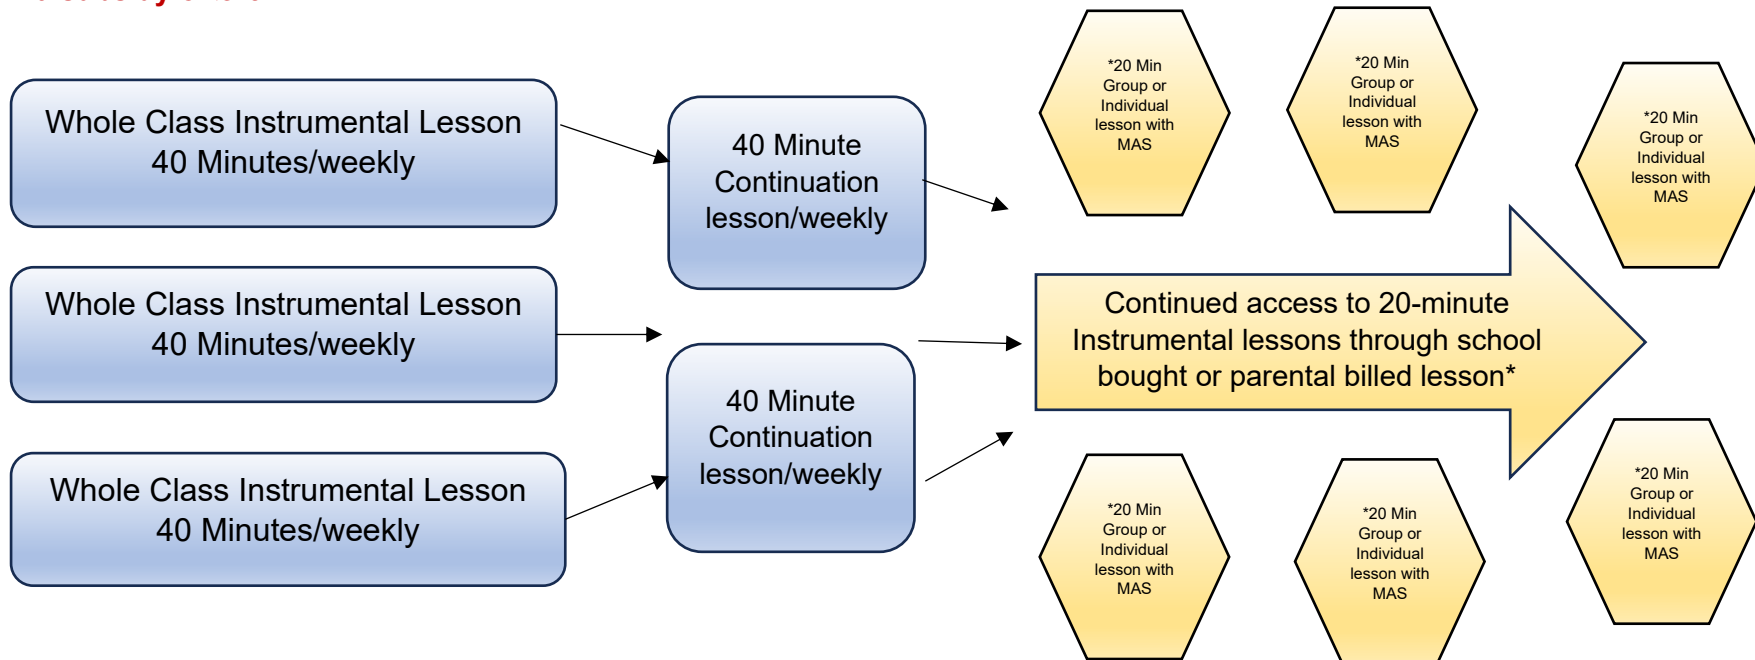 Whole Class Instrumental Lesson
40 Minutes/weekly
Whole Class Instrumental Lesson
40 Minutes/weekly
Whole Class Instrumental Lesson
40 Minutes/weekly
40 Minute
Continuation
lesson/weekly
40 Minute
Continuation
lesson/weekly
*20 Min
Group or
Individual
lesson with
MAS
*20 Min
Group or
Individual
lesson with
MAS
*20 Min
Group or
Individual
lesson with
MAS
Continued access to 20-minute
Instrumental lessons through school
bought or parental billed lesson*
*20 Min
Group or
Individual
lesson with
MAS
*20 Min
Group or
Individual
lesson with
MAS
*20 Min
Group or
Individual
lesson with
MAS